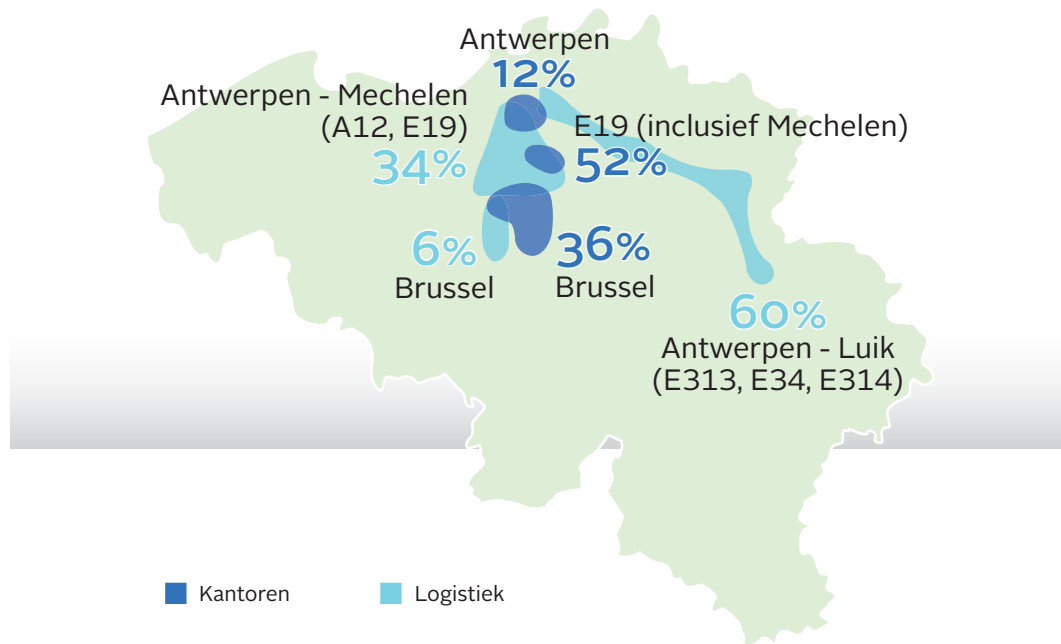 Antwerpen
12%
Antwerpen - Mechelen
(A12, E19)
34%
E19 (inclusief Mechelen)
52%
6%
Brussel
36%
Brussel
60%
Antwerpen - Luik
(E313, E34, E314)
Kantoren
Logistiek